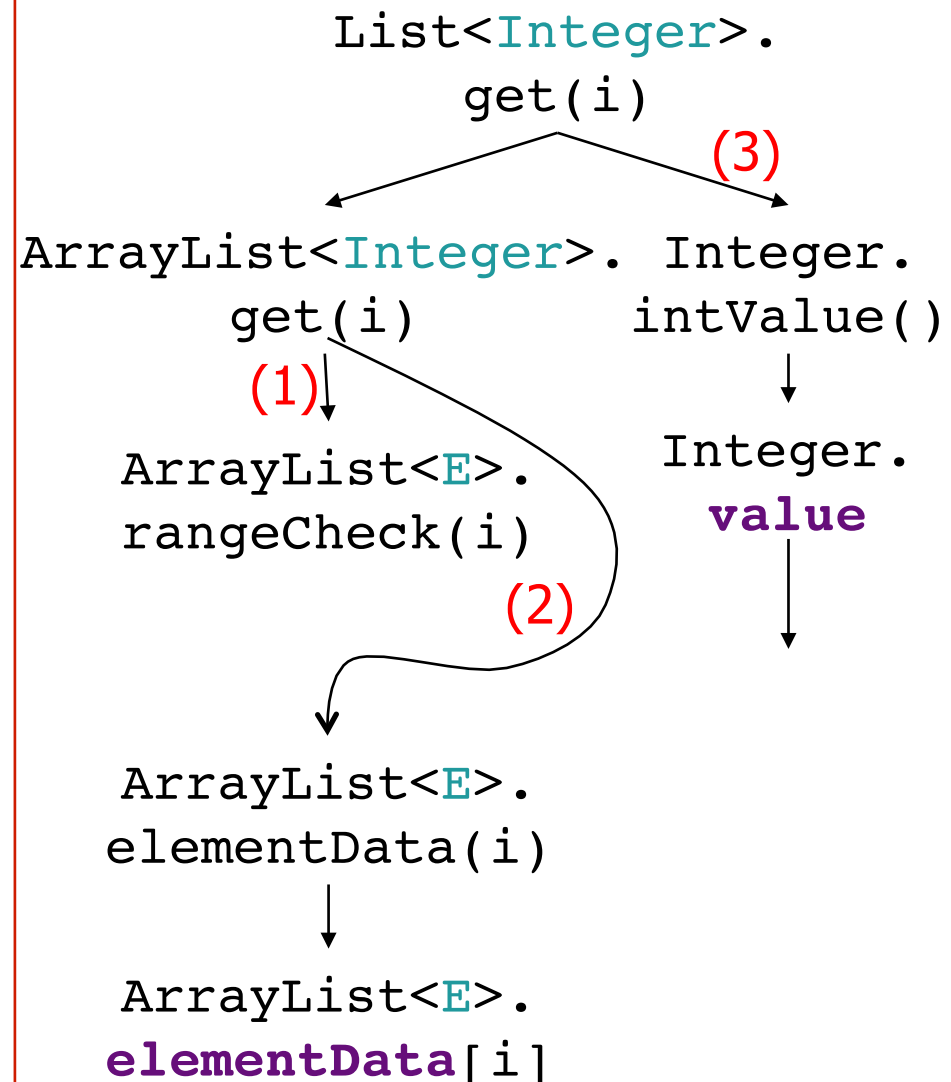 List<Integer>.
get(i)
(3)
ArrayList<Integer>.
get(i)
Integer.
intValue()
(1)
ArrayList<E>.
rangeCheck(i)
Integer.
value
(2)
ArrayList<E>.
elementData(i)
ArrayList<E>.
elementData[i]